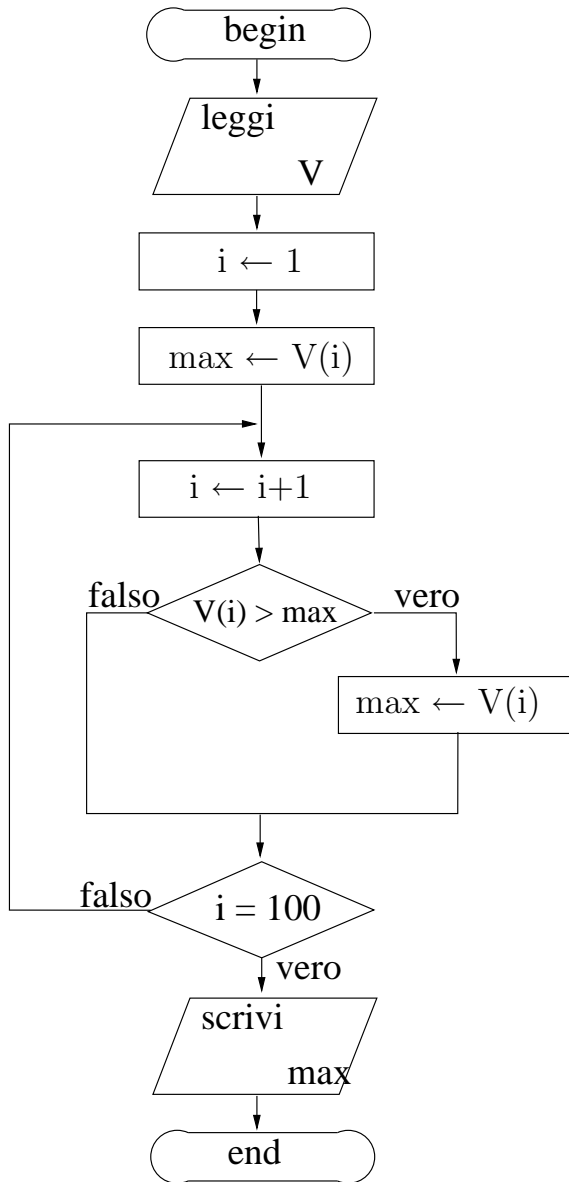 begin
leggi
V
i ← 1
max ← V(i)
i ← i+1
falso
V(i) > max
vero
max ← V(i)
falso
i = 100
vero
scrivi
max
end